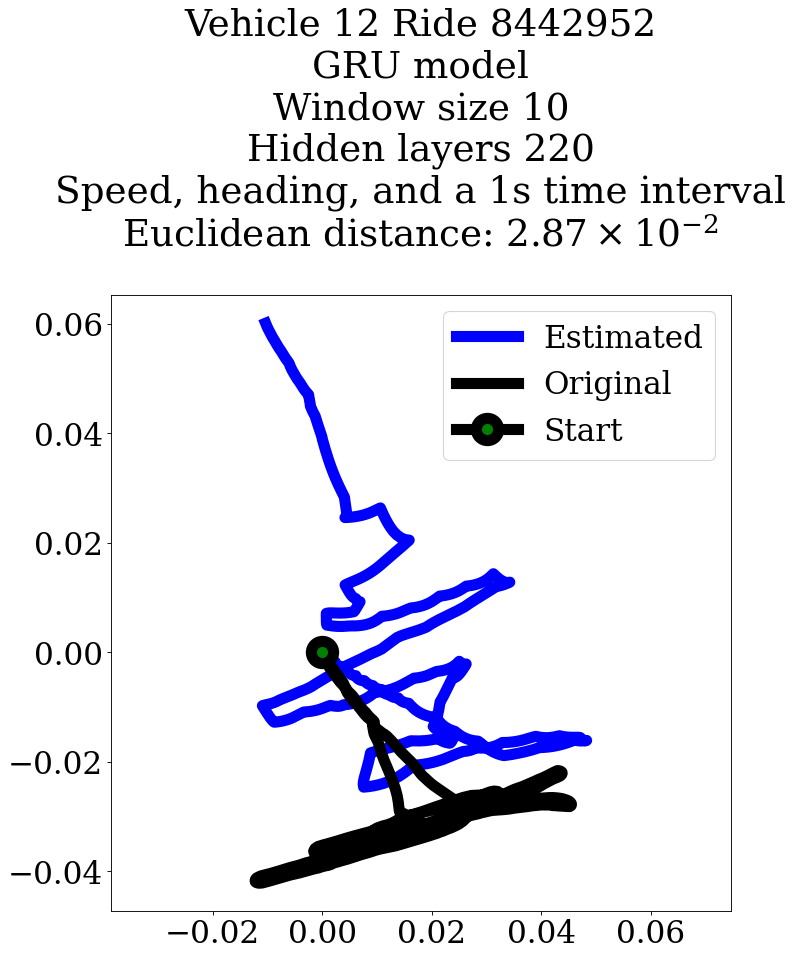 Vehicle 12 Ride 8442952
GRU model
Window size 10
Hidden layers 220
Speed, heading, and a 1s time interval
Euclidean distance: 2.87 × 10⁻²
Estimated
Original
Start
0.06
0.04
0.02
0.00
−0.02
−0.04
−0.02 0.00 0.02 0.04 0.06